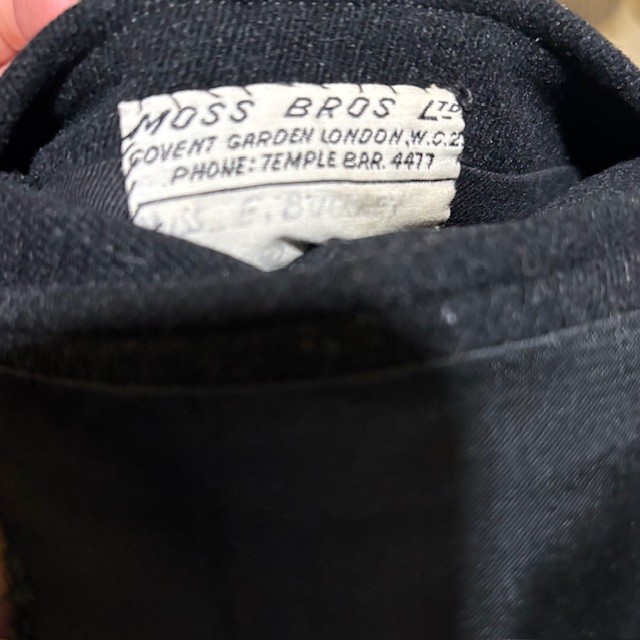 MOSS BROS LTD
COVENT GARDEN LONDON.W.C.2.
PHONE: TEMPLE BAR. 4477
E.